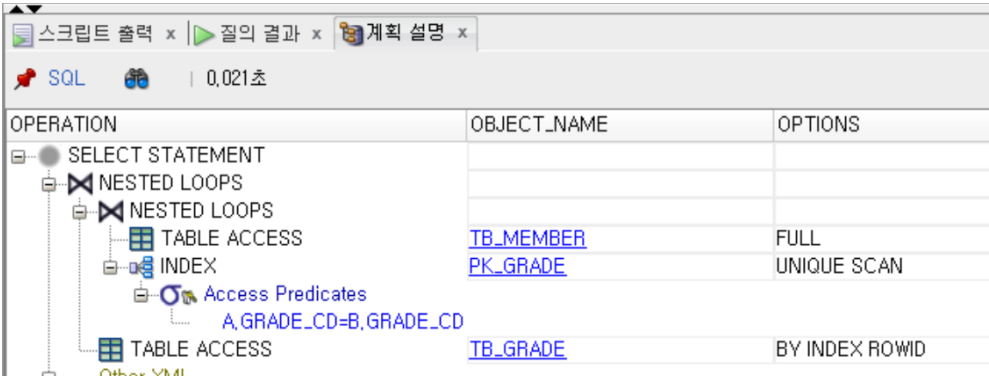 스크립트 출력 x 질의 결과 x 계획 설명 x
SQL | 0,021초
OPERATION OBJECT_NAME OPTIONS
SELECT STATEMENT
NESTED LOOPS
NESTED LOOPS
TABLE ACCESS TB_MEMBER FULL
INDEX PK_GRADE UNIQUE SCAN
Access Predicates
A,GRADE_CD=B,GRADE_CD
TABLE ACCESS TB_GRADE BY INDEX ROWID
Other XML